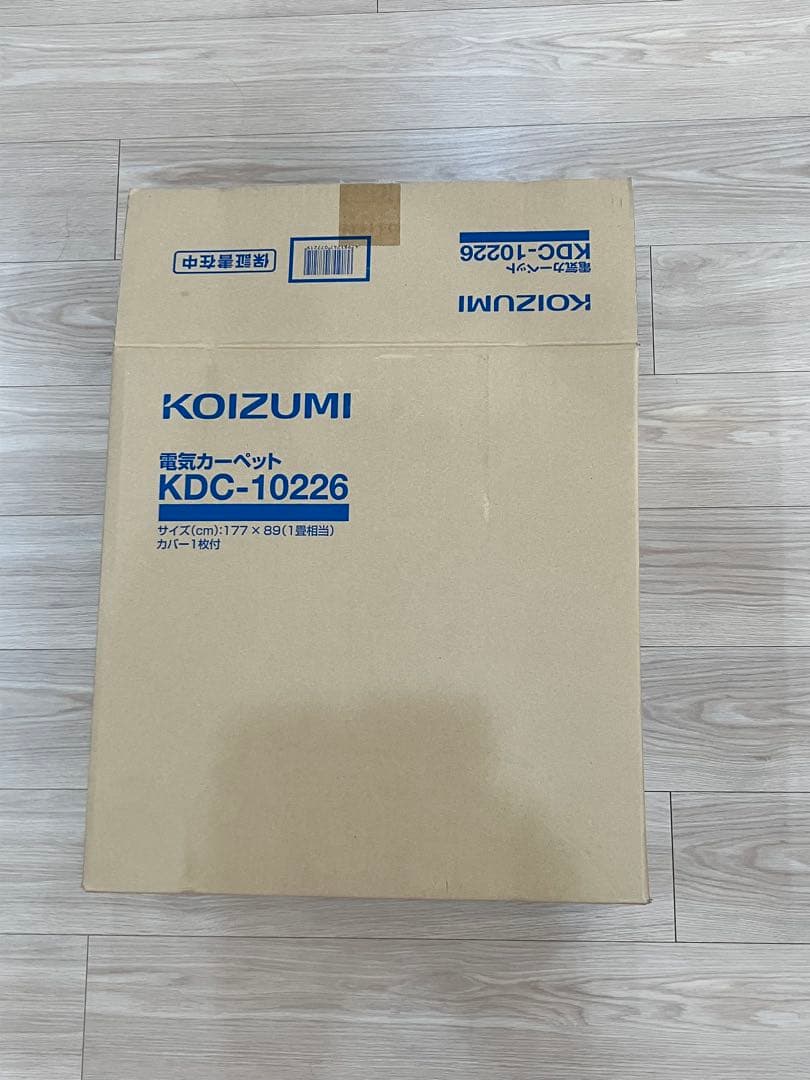 保証書在中
電気カーペット
KDC-10226
KOIZUMI
KOIZUMI
電気カーペット
KDC-10226
サイズ(cm):177×89(1畳相当)
カバー1枚付